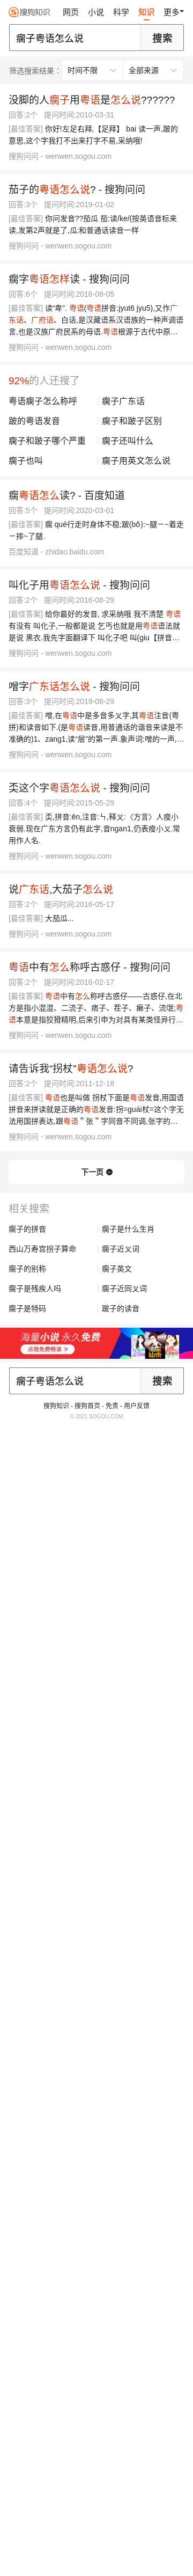 搜狗知识 网页 小说 科学 知识 更多
瘸子粤语怎么说 搜索
筛选搜索结果: 时间不限 全部来源
没脚的人瘸子用粤语是怎么说??????
回答:2个 提问时间:2010-03-31
[最佳答案] 你好!左足右拜,【足拜】 bai 读一声,跛的
意思,这个字我打不出来打字不易,采纳哦!
搜狗问问 - wenwen.sogou.com
茄子的粤语怎么说? - 搜狗问问
回答:3个 提问时间:2019-01-02
[最佳答案] 你问发音??茄瓜 茄:读/ke/(按英语音标来
读,发第2声就是了,瓜:和普通话读音一样
搜狗问问 - wenwen.sogou.com
瘸字粤语怎样读 - 搜狗问问
回答:6个 提问时间:2016-08-05
[最佳答案] 读"卑". 粤语(粤语拼音:jyut6 jyu5),又作广
东话、广府话、白话,是汉藏语系汉语族的一种声调语
言,也是汉族广府民系的母语.粤语根源于古代中原…
搜狗问问 - wenwen.sogou.com
92%的人还搜了
粤语瘸子怎么称呼 瘸子广东话
跛的粤语发音 瘸子和跛子区别
瘸子和跛子哪个严重 瘸子还叫什么
瘸子也叫 瘸子用英文怎么说
瘸粤语怎么读? - 百度知道
回答:5个 提问时间:2020-03-01
[最佳答案] 瘸 qué行走时身体不稳;跛(bǒ):~腿ー~着走
ー摔~了腿.
百度知道 - zhidao.baidu.com
叫化子用粤语怎么说 - 搜狗问问
回答:2个 提问时间:2016-08-29
[最佳答案] 给你最好的发音, 求采纳哦 我不清楚 粤语
有没有 叫化子,一般都是说 乞丐也就是用粤语语法就
是说 黑衣.我先字面翻译下 叫化子吧 叫(giu【拼音…
搜狗问问 - wenwen.sogou.com
噌字广东话怎么说 - 搜狗问问
回答:3个 提问时间:2019-08-29
[最佳答案] 噌,在粤语中是多音多义字,其粤语注音(粤
拼)和读音如下.(是粤语读音,用普通话的谐音来读是不
准确的)1、zang1,读"层"的第一声.象声词:噌的一声,…
搜狗问问 - wenwen.sogou.com
奀这个字粤语怎么说 - 搜狗问问
回答:4个 提问时间:2015-05-29
[最佳答案] 奀,拼音:ēn,注音:ㄣ,释义:〈方言〉人瘦小
衰弱.现在广东方言仍有此字,音ngan1,仍表瘦小义.常
用作人名.
搜狗问问 - wenwen.sogou.com
说广东话,大茄子怎么说
回答:2个 提问时间:2016-05-17
[最佳答案] 大茄瓜...
搜狗问问 - wenwen.sogou.com
粤语中有怎么称呼古惑仔 - 搜狗问问
回答:2个 提问时间:2016-02-17
[最佳答案] 粤语中有怎么称呼古惑仔——古惑仔,在北
方是指小混混、二流子、痞子、茬子、癞子、流氓;粤
语本意是指狡猾精明,后来引申为对具有某类怪异行…
搜狗问问 - wenwen.sogou.com
请告诉我"拐杖"粤语怎么说?
回答:2个 提问时间:2011-12-18
[最佳答案] 粤语也是叫做 拐杖下面是粤语发音,用国语
拼音来拼读就是正确的粤语发音:拐=guái杖=这个字无
法用国拼表达,跟粤语＂张＂字同音不同调,张字的…
搜狗问问 - wenwen.sogou.com
下一页
相关搜索
瘸子的拼音 瘸子是什么生肖
西山万寿宫拐子算命 瘸子近义词
瘸子的别称 瘸子英文
瘸子是残疾人吗 瘸子近同义词
瘸子是特码 跛子的读音
海量小说 永久免费
点我免费畅读
瘸子粤语怎么说 搜索
搜狗知识 - 搜狗首页 - 免责 - 用户反馈
© 2021 SOGOU.COM